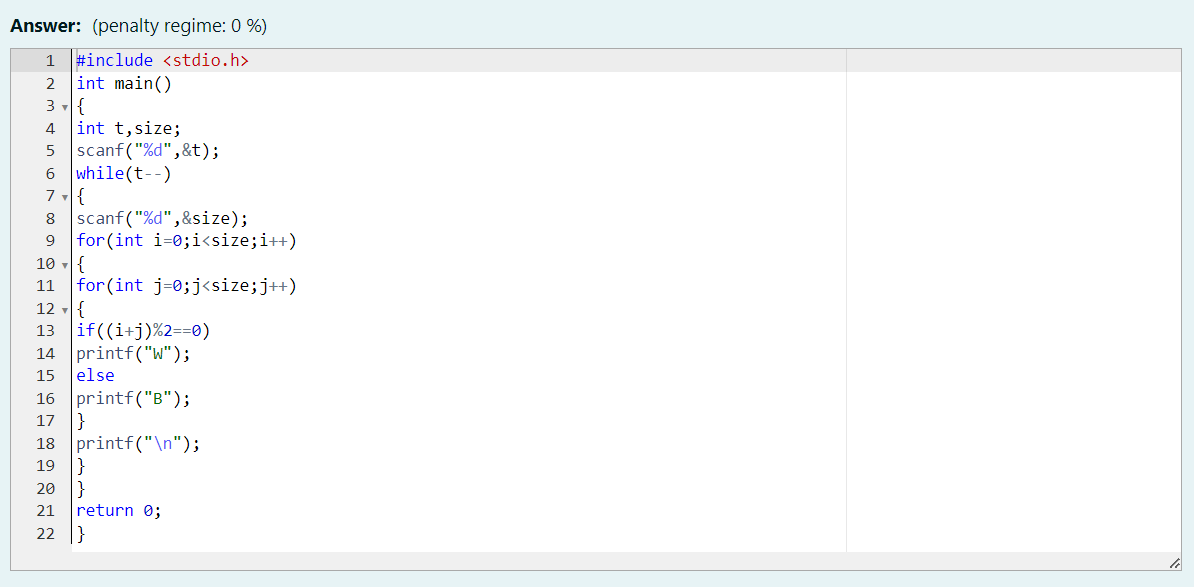 Answer: (penalty regime: 0 %)
1 #include <stdio.h>
2 int main()
3 {
4 int t,size;
5 scanf("%d",&t);
6 while(t--)
7 {
8 scanf("%d",&size);
9 for(int i=0;i<size;i++)
10 {
11 for(int j=0;j<size;j++)
12 {
13 if((i+j)%2==0)
14 printf("W");
15 else
16 printf("B");
17 }
18 printf("\n");
19 }
20 }
21 return 0;
22 }